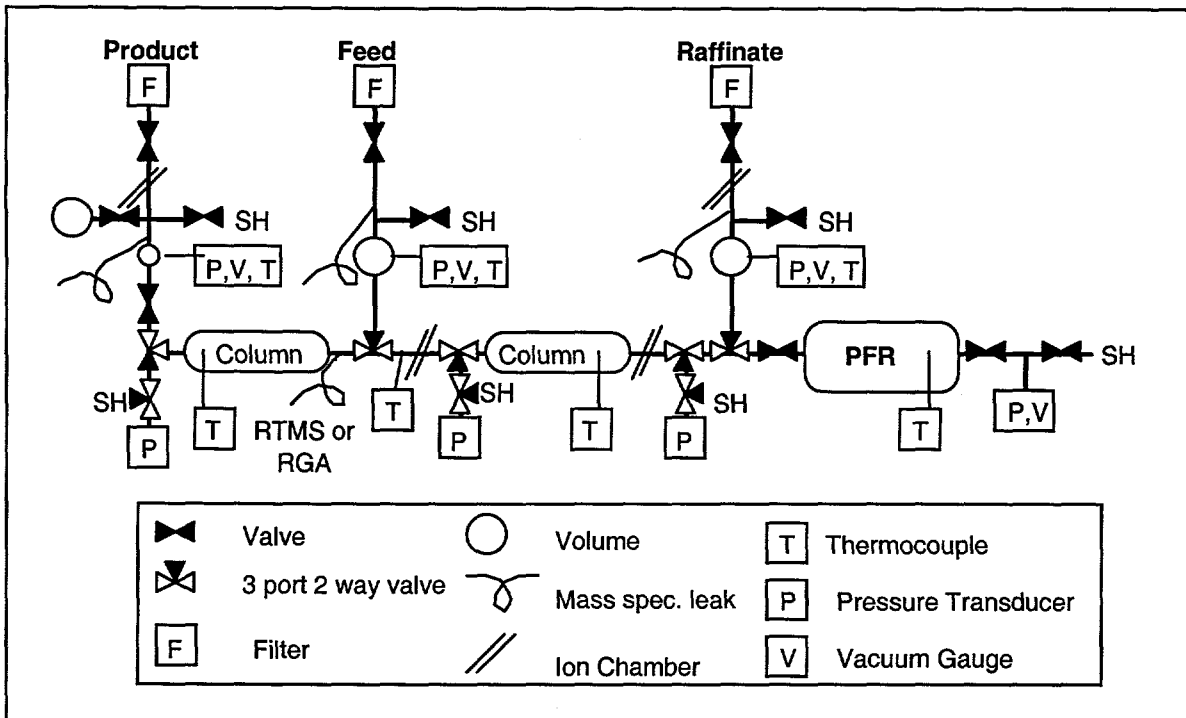 Product Feed Raffinate
F F F
SH SH SH
P,V, T P,V, T P,V, T
Column Column PFR SH
SH T T SH T SH T P,V
P RTMS or P P
RGA
Valve Volume T Thermocouple
3 port 2 way valve Mass spec. leak P Pressure Transducer
F Filter Ion Chamber V Vacuum Gauge